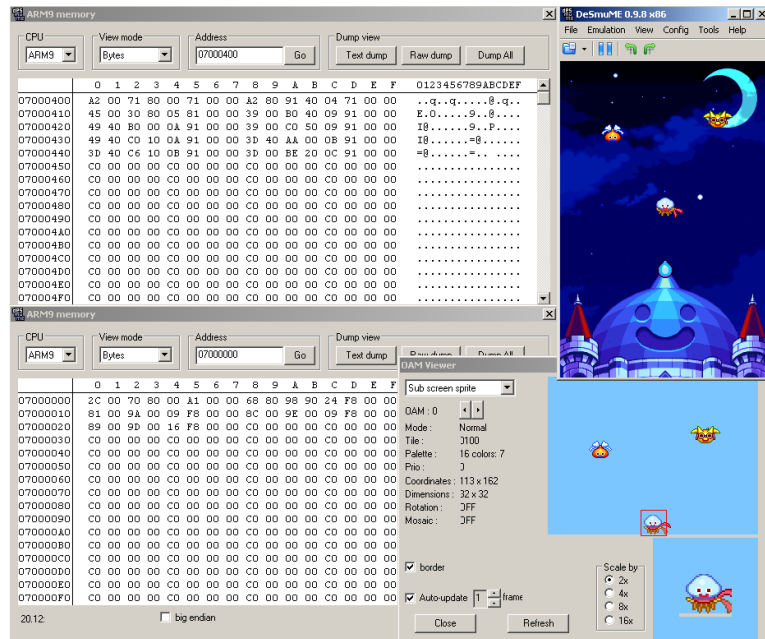 ARM9 memory
CPU
ARM9
View mode
Bytes
Address
07000400
Go
Dump view
Text dump
Raw dump
Dump All
0 1 2 3 4 5 6 7 8 9 A B C D E F 0123456789ABCDEF
07000400 A2 00 71 80 00 71 00 00 A2 80 91 40 04 71 00 00 ..q..q.....@.q..
07000410 45 00 30 80 05 81 00 00 39 00 B0 40 09 91 00 00 E.0.....9..@....
07000420 49 40 B0 00 0A 91 00 00 39 00 C0 50 09 91 00 00 I@......9..P....
07000430 49 40 C0 10 0A 91 00 00 3D 40 AA 00 0B 91 00 00 I@......=@......
07000440 3D 40 C6 10 0B 91 00 00 3D 00 BE 20 0C 91 00 00 =@......=.. ....
07000450 C0 00 00 00 C0 00 00 00 C0 00 00 00 C0 00 00 00 ................
07000460 C0 00 00 00 C0 00 00 00 C0 00 00 00 C0 00 00 00 ................
07000470 C0 00 00 00 C0 00 00 00 C0 00 00 00 C0 00 00 00 ................
07000480 C0 00 00 00 C0 00 00 00 C0 00 00 00 C0 00 00 00 ................
07000490 C0 00 00 00 C0 00 00 00 C0 00 00 00 C0 00 00 00 ................
070004A0 C0 00 00 00 C0 00 00 00 C0 00 00 00 C0 00 00 00 ................
070004B0 C0 00 00 00 C0 00 00 00 C0 00 00 00 C0 00 00 00 ................
070004C0 C0 00 00 00 C0 00 00 00 C0 00 00 00 C0 00 00 00 ................
070004D0 C0 00 00 00 C0 00 00 00 C0 00 00 00 C0 00 00 00 ................
070004E0 C0 00 00 00 C0 00 00 00 C0 00 00 00 C0 00 00 00 ................
070004F0 C0 00 00 00 C0 00 00 00 C0 00 00 00 C0 00 00 00 ................
DeSmuME 0.9.8 x86
File Emulation View Config Tools Help
ARM9 memory
CPU
ARM9
View mode
Bytes
Address
07000000
Go
Dump view
Text dump
Raw dump
Dump All
0 1 2 3 4 5 6 7 8 9 A B C D E F
07000000 2C 00 70 80 00 A1 00 00 68 80 98 90 24 F8 00 00
07000010 81 00 9A 00 09 F8 00 00 8C 00 9E 00 09 F8 00 00
07000020 89 00 9D 00 16 F8 00 00 C0 00 00 00 C0 00 00 00
07000030 C0 00 00 00 C0 00 00 00 C0 00 00 00 C0 00 00 00
07000040 C0 00 00 00 C0 00 00 00 C0 00 00 00 C0 00 00 00
07000050 C0 00 00 00 C0 00 00 00 C0 00 00 00 C0 00 00 00
07000060 C0 00 00 00 C0 00 00 00 C0 00 00 00 C0 00 00 00
07000070 C0 00 00 00 C0 00 00 00 C0 00 00 00 C0 00 00 00
07000080 C0 00 00 00 C0 00 00 00 C0 00 00 00 C0 00 00 00
07000090 C0 00 00 00 C0 00 00 00 C0 00 00 00 C0 00 00 00
070000A0 C0 00 00 00 C0 00 00 00 C0 00 00 00 C0 00 00 00
070000B0 C0 00 00 00 C0 00 00 00 C0 00 00 00 C0 00 00 00
070000C0 C0 00 00 00 C0 00 00 00 C0 00 00 00 C0 00 00 00
070000D0 C0 00 00 00 C0 00 00 00 C0 00 00 00 C0 00 00 00
070000E0 C0 00 00 00 C0 00 00 00 C0 00 00 00 C0 00 00 00
070000F0 C0 00 00 00 C0 00 00 00 C0 00 00 00 C0 00 00 00
20.12:
big endian
OAM Viewer
Sub screen sprite
OAM : 0
Mode : Normal
Tile : 0100
Palette : 16 colors: 7
Prio : 0
Coordinates : 113 x 162
Dimensions : 32 x 32
Rotation : OFF
Mosaic : OFF
border
Auto-update 1 frame
Close
Refresh
Scale by
2x
4x
8x
16x